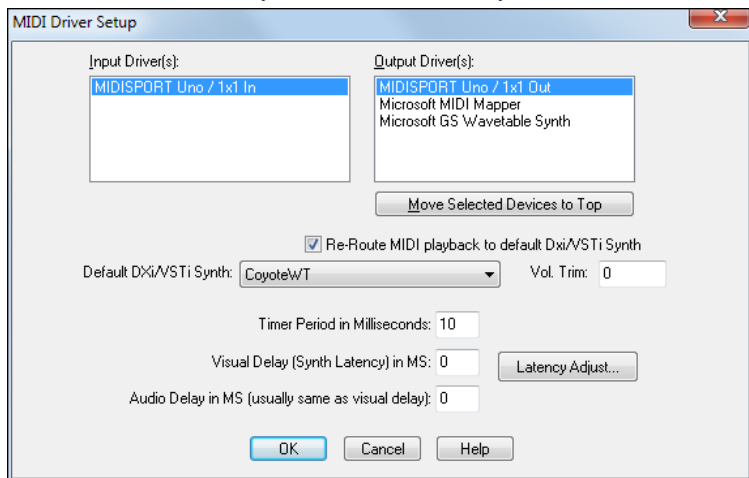 MIDI Driver Setup
X
Input Driver(s):
Output Driver(s):
MIDISPORT Uno / 1x1 In
MIDISPORT Uno / 1x1 Out
Microsoft MIDI Mapper
Microsoft GS Wavetable Synth
Move Selected Devices to Top
Re-Route MIDI playback to default Dxi/VSTi Synth
Default DXi/VSTi Synth: CoyoteWT Vol. Trim: 0
Timer Period in Milliseconds: 10
Visual Delay (Synth Latency) in MS: 0 Latency Adjust...
Audio Delay in MS (usually same as visual delay): 0
OK Cancel Help